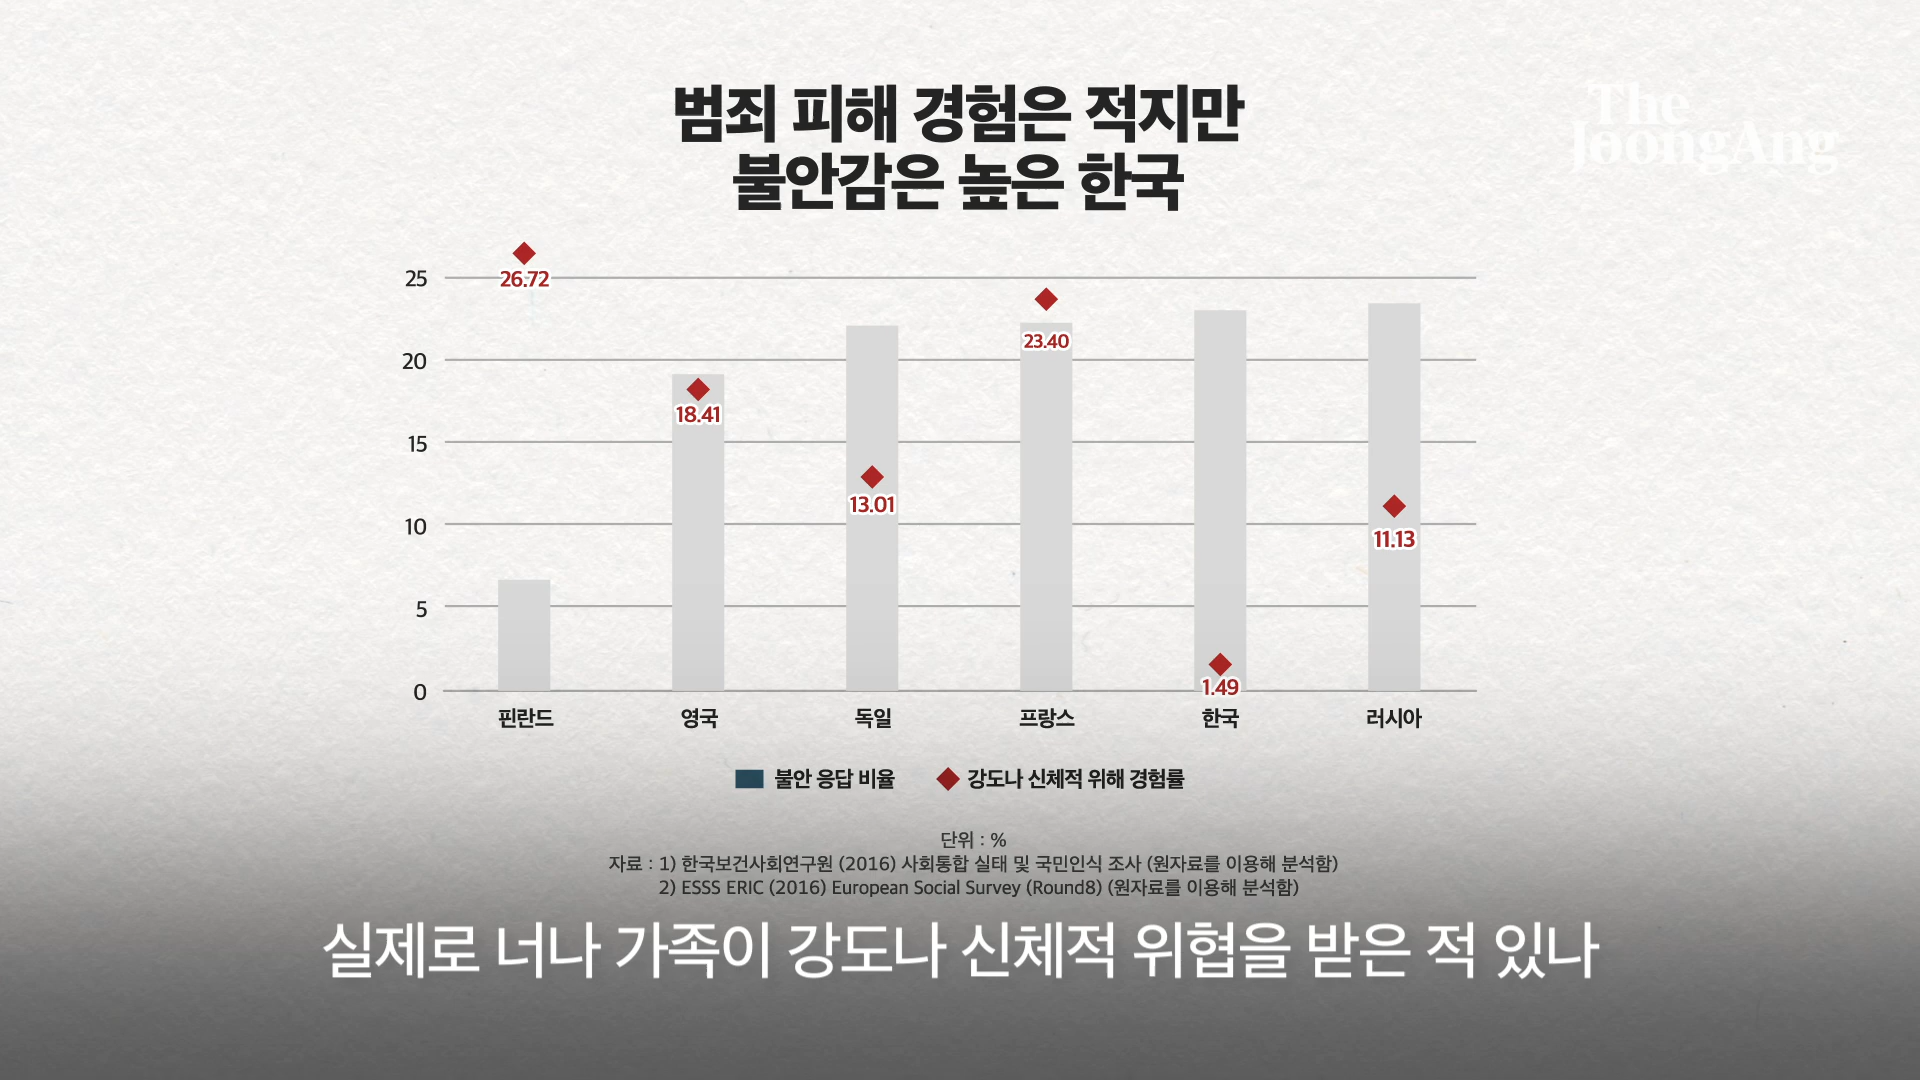 범죄 피해 경험은 적지만
불안감은 높은 한국
The
JoongAng
25
20
15
10
5
0
26.72
18.41
13.01
23.40
1.49
11.13
핀란드
영국
독일
프랑스
한국
러시아
불안 응답 비율
강도나 신체적 위해 경험률
단위 : %
자료 : 1) 한국보건사회연구원 (2016) 사회통합 실태 및 국민인식 조사 (원자료를 이용해 분석함)
2) ESSS ERIC (2016) European Social Survey (Round8) (원자료를 이용해 분석함)
실제로 너나 가족이 강도나 신체적 위협을 받은 적 있나